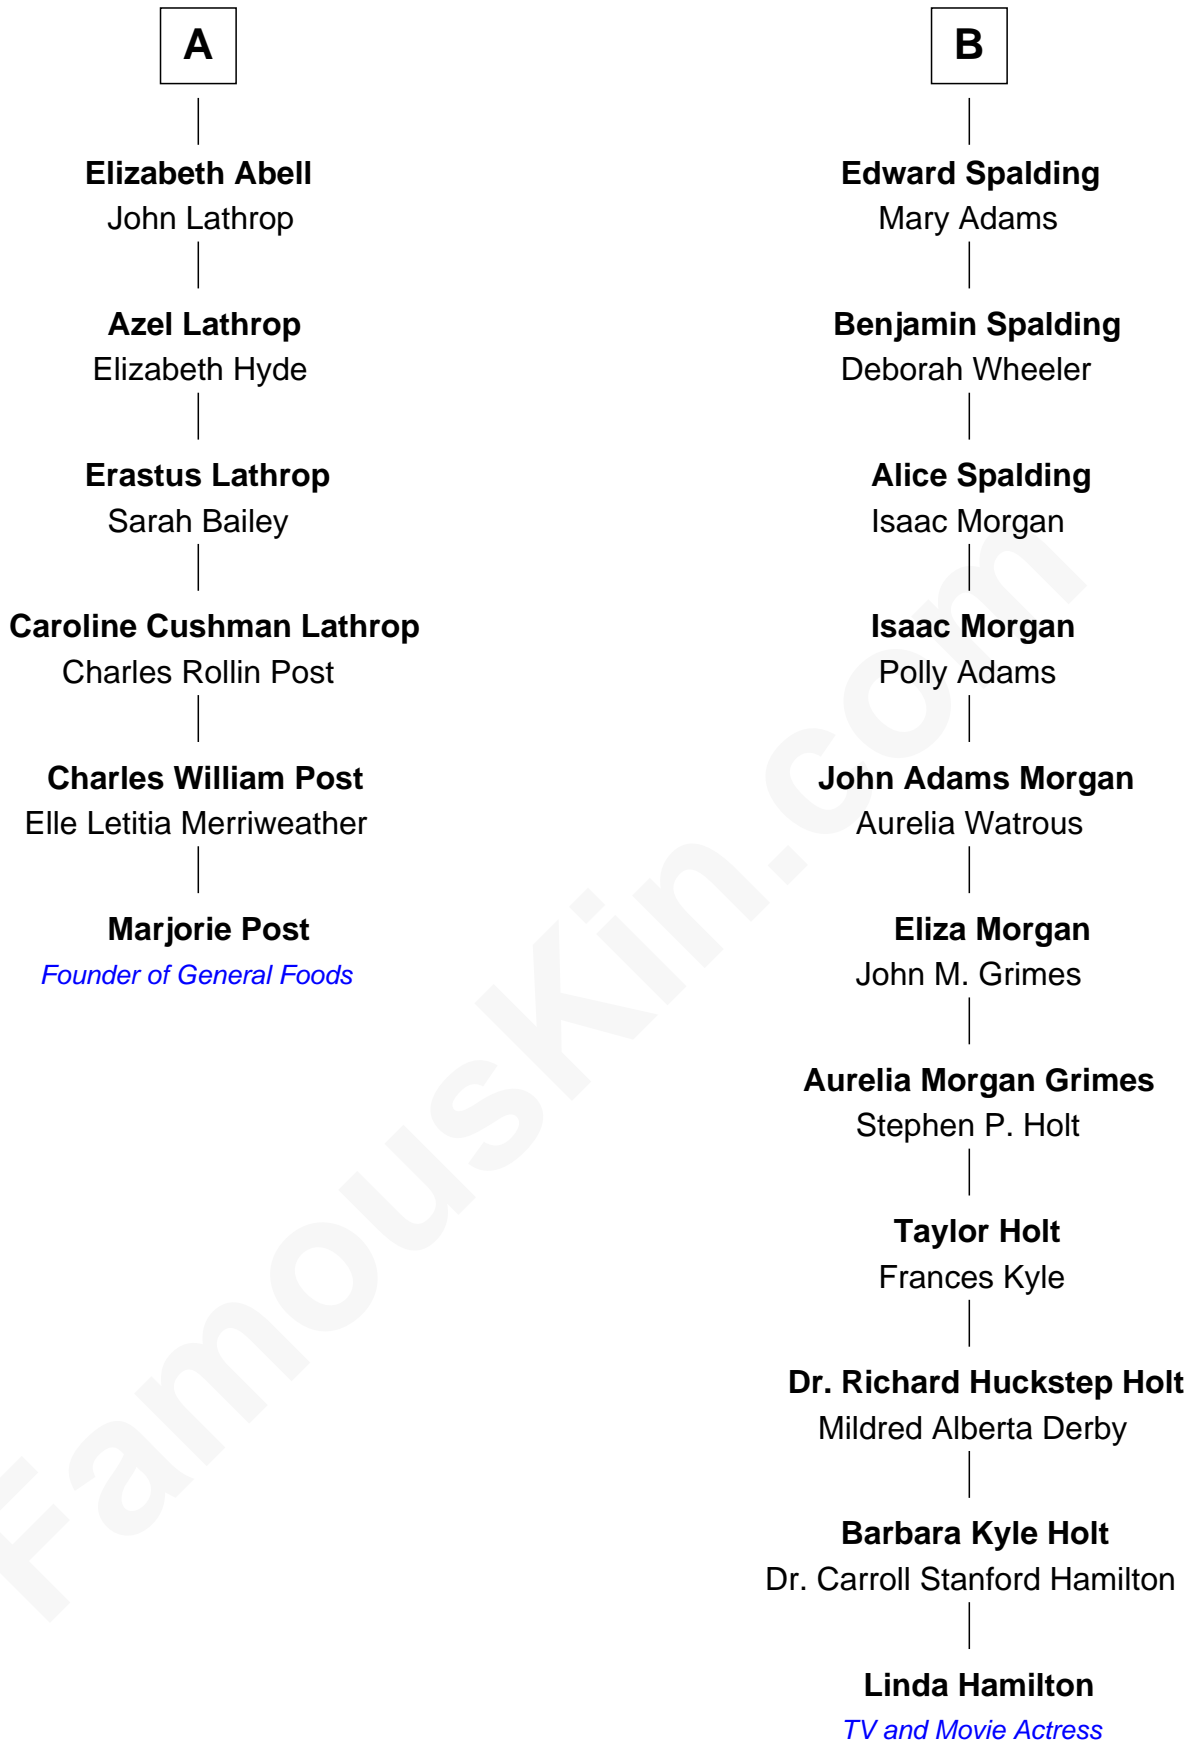 A
Elizabeth Abell
John Lathrop
Azel Lathrop
Elizabeth Hyde
Erastus Lathrop
Sarah Bailey
Caroline Cushman Lathrop
Charles Rollin Post
Charles William Post
Elle Letitia Merriweather
Marjorie Post
Founder of General Foods
B
Edward Spalding
Mary Adams
Benjamin Spalding
Deborah Wheeler
Alice Spalding
Isaac Morgan
Isaac Morgan
Polly Adams
John Adams Morgan
Aurelia Watrous
Eliza Morgan
John M. Grimes
Aurelia Morgan Grimes
Stephen P. Holt
Taylor Holt
Frances Kyle
Dr. Richard Huckstep Holt
Mildred Alberta Derby
Barbara Kyle Holt
Dr. Carroll Stanford Hamilton
Linda Hamilton
TV and Movie Actress
FamousKin.com